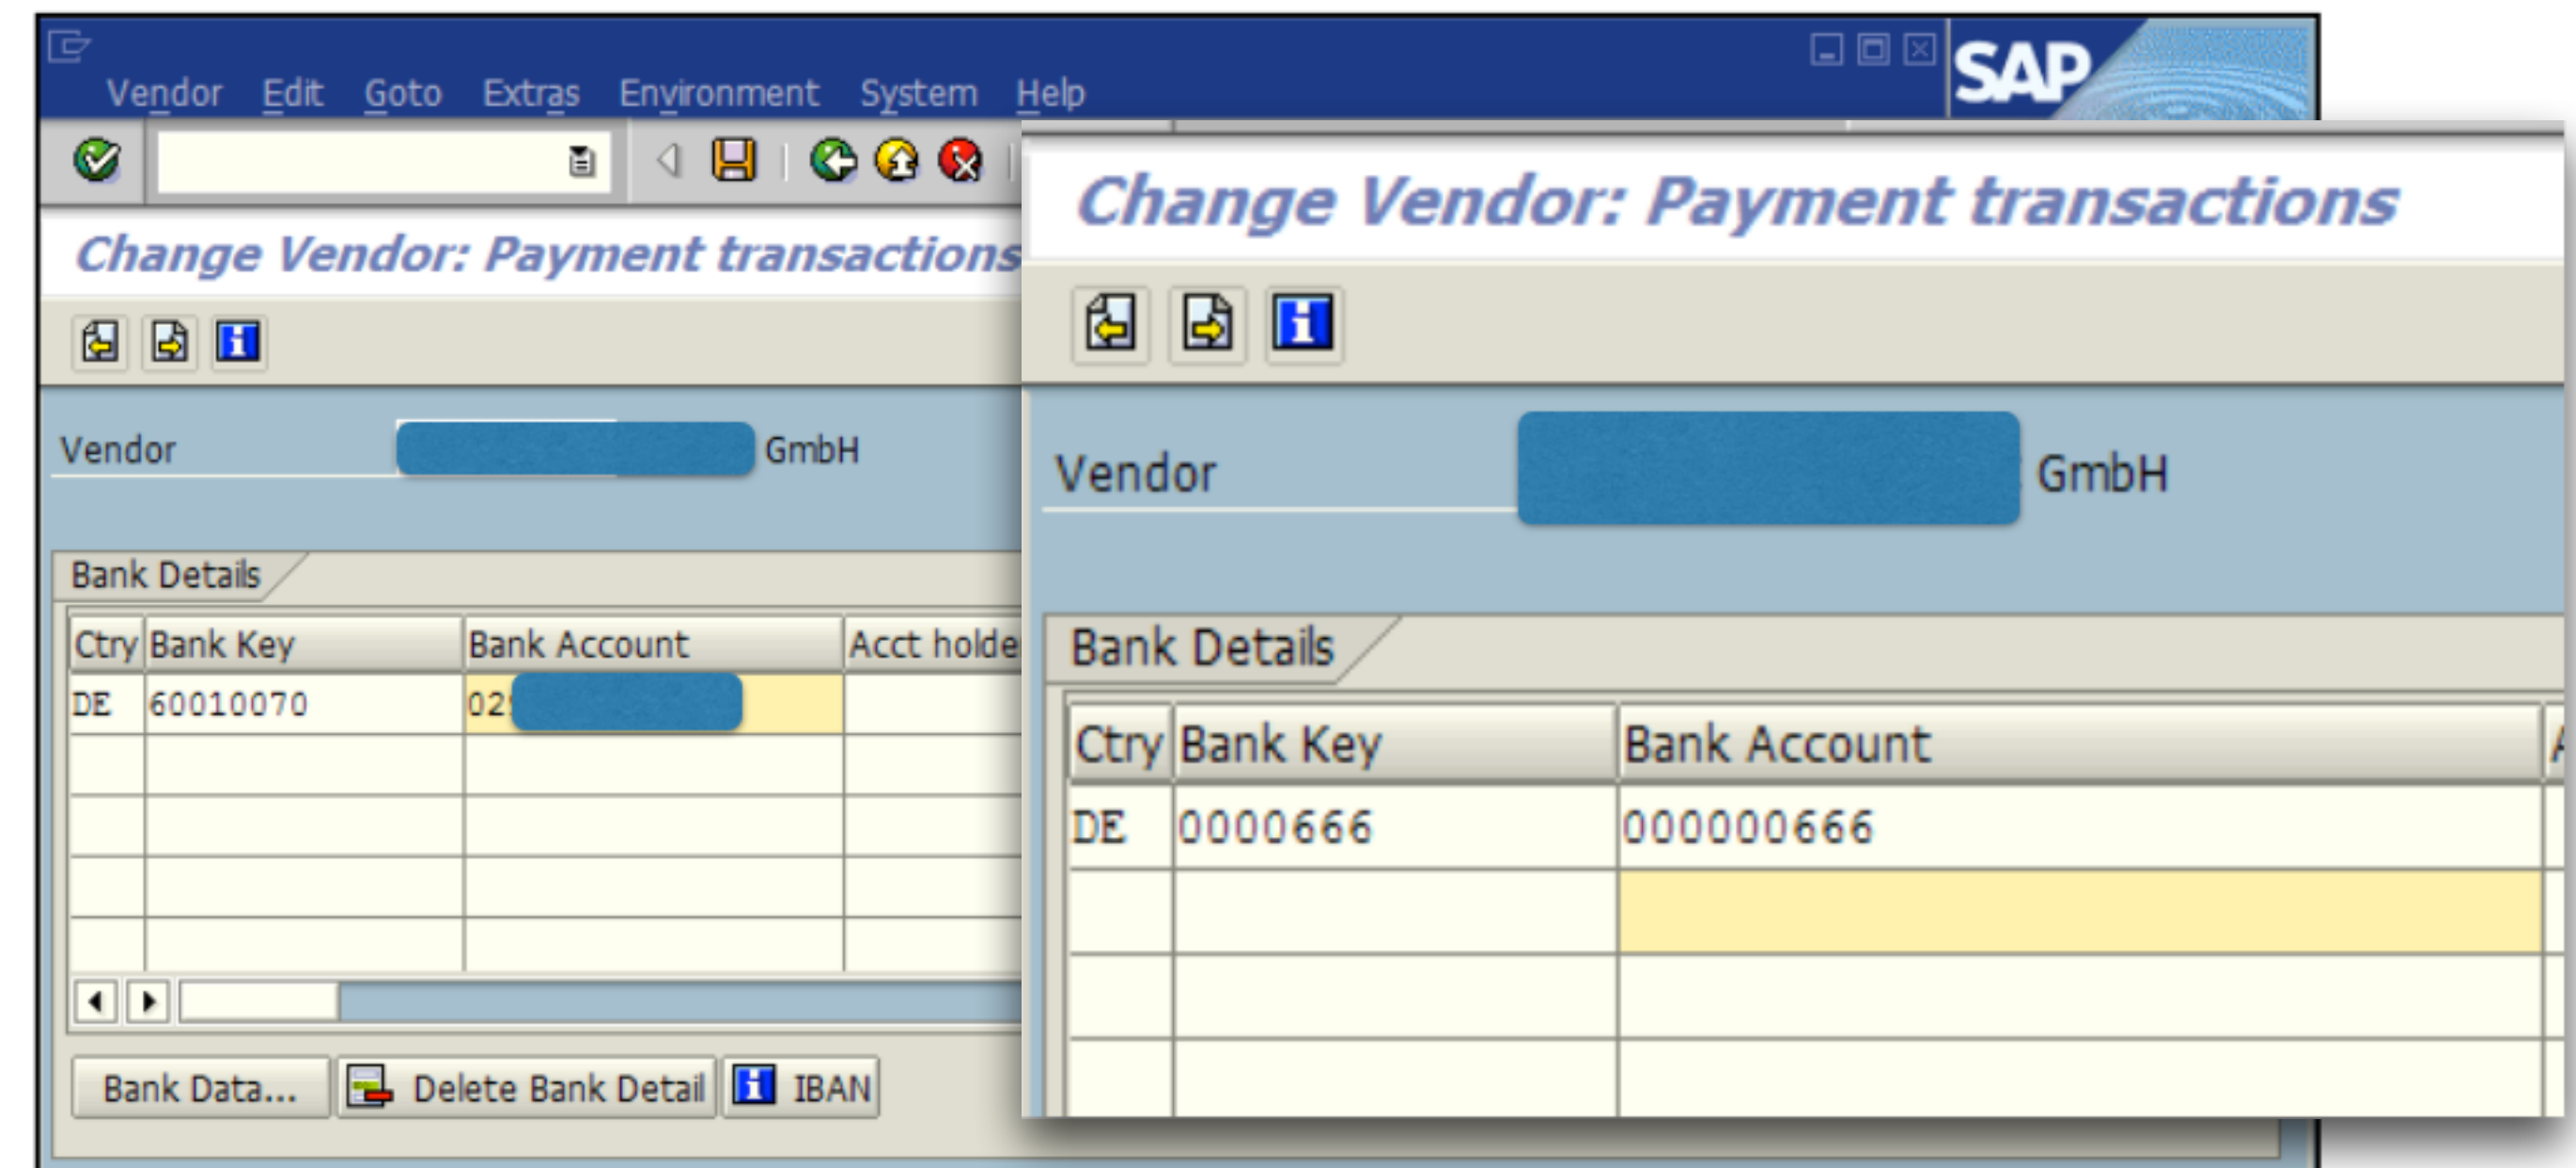 Vendor Edit Goto Extras Environment System Help
SAP
Change Vendor: Payment transactions
Vendor GmbH
Bank Details
Ctry Bank Key Bank Account Acct holde
DE 60010070 02
Bank Data... Delete Bank Detail IBAN
Change Vendor: Payment transactions
Vendor GmbH
Bank Details
Ctry Bank Key Bank Account
DE 0000666 000000666